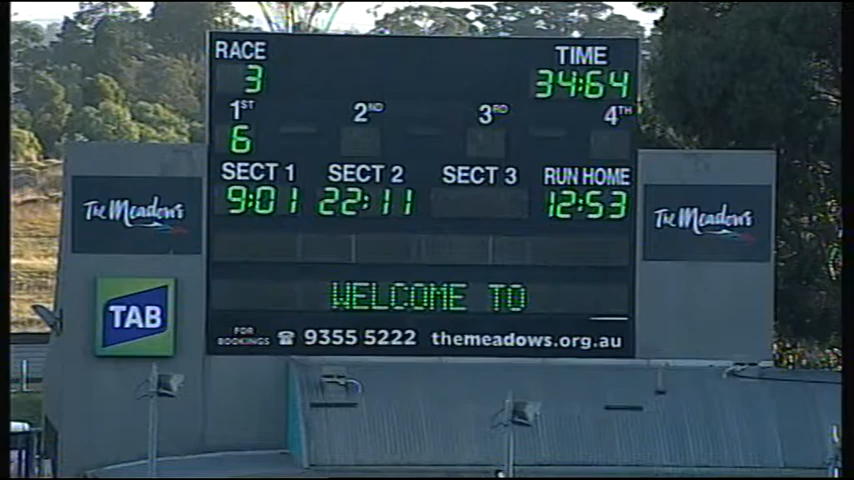 RACE TIME
3 34:64
1ST 2ND 3RD 4TH
6
SECT 1 SECT 2 SECT 3 RUN HOME
9:01 22:11 12:53
The Meadows The Meadows
WELCOME TO
TAB
FOR BOOKINGS ☎ 9355 5222 themeadows.org.au